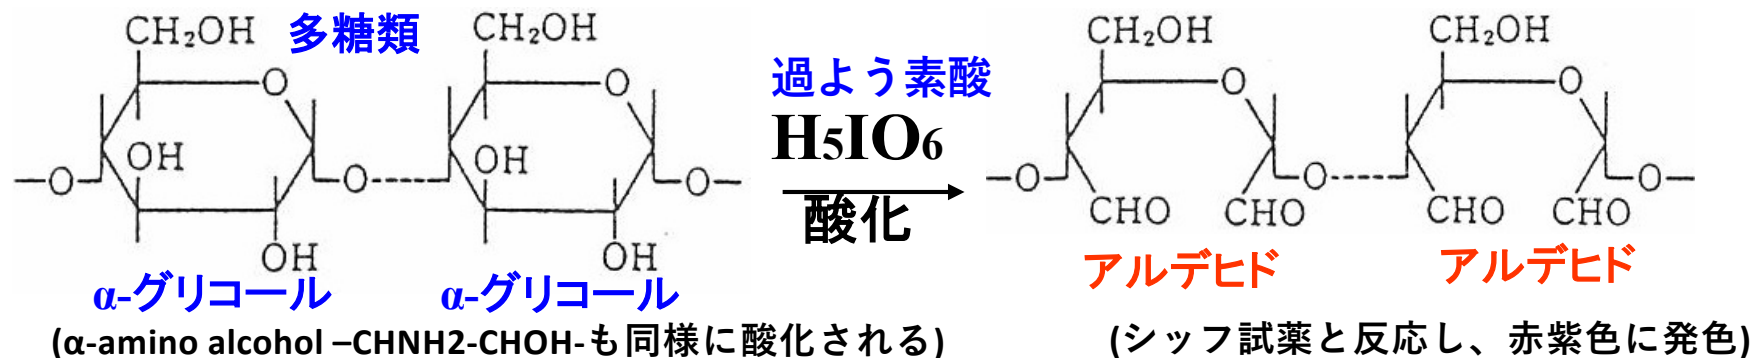 CH₂OH 多糖類 CH₂OH
O O
OH OH
O O O
OH OH
α-グリコール α-グリコール
(α-amino alcohol –CHNH2-CHOH-も同様に酸化される)
過よう素酸
H5IO6
酸化
CH₂OH CH₂OH
O O
O O O
CHO CHO CHO CHO
アルデヒド アルデヒド
(シッフ試薬と反応し、赤紫色に発色)